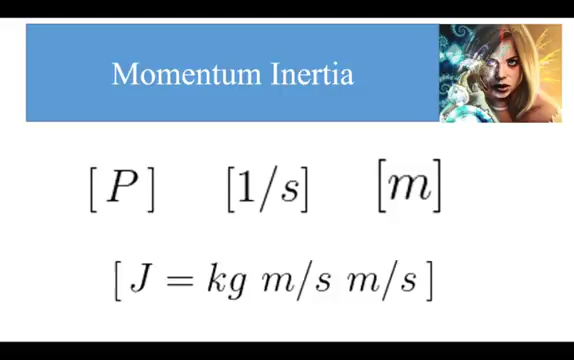 Momentum Inertia
[ P ] [1/s] [m]
[ J = kg m/s m/s ]